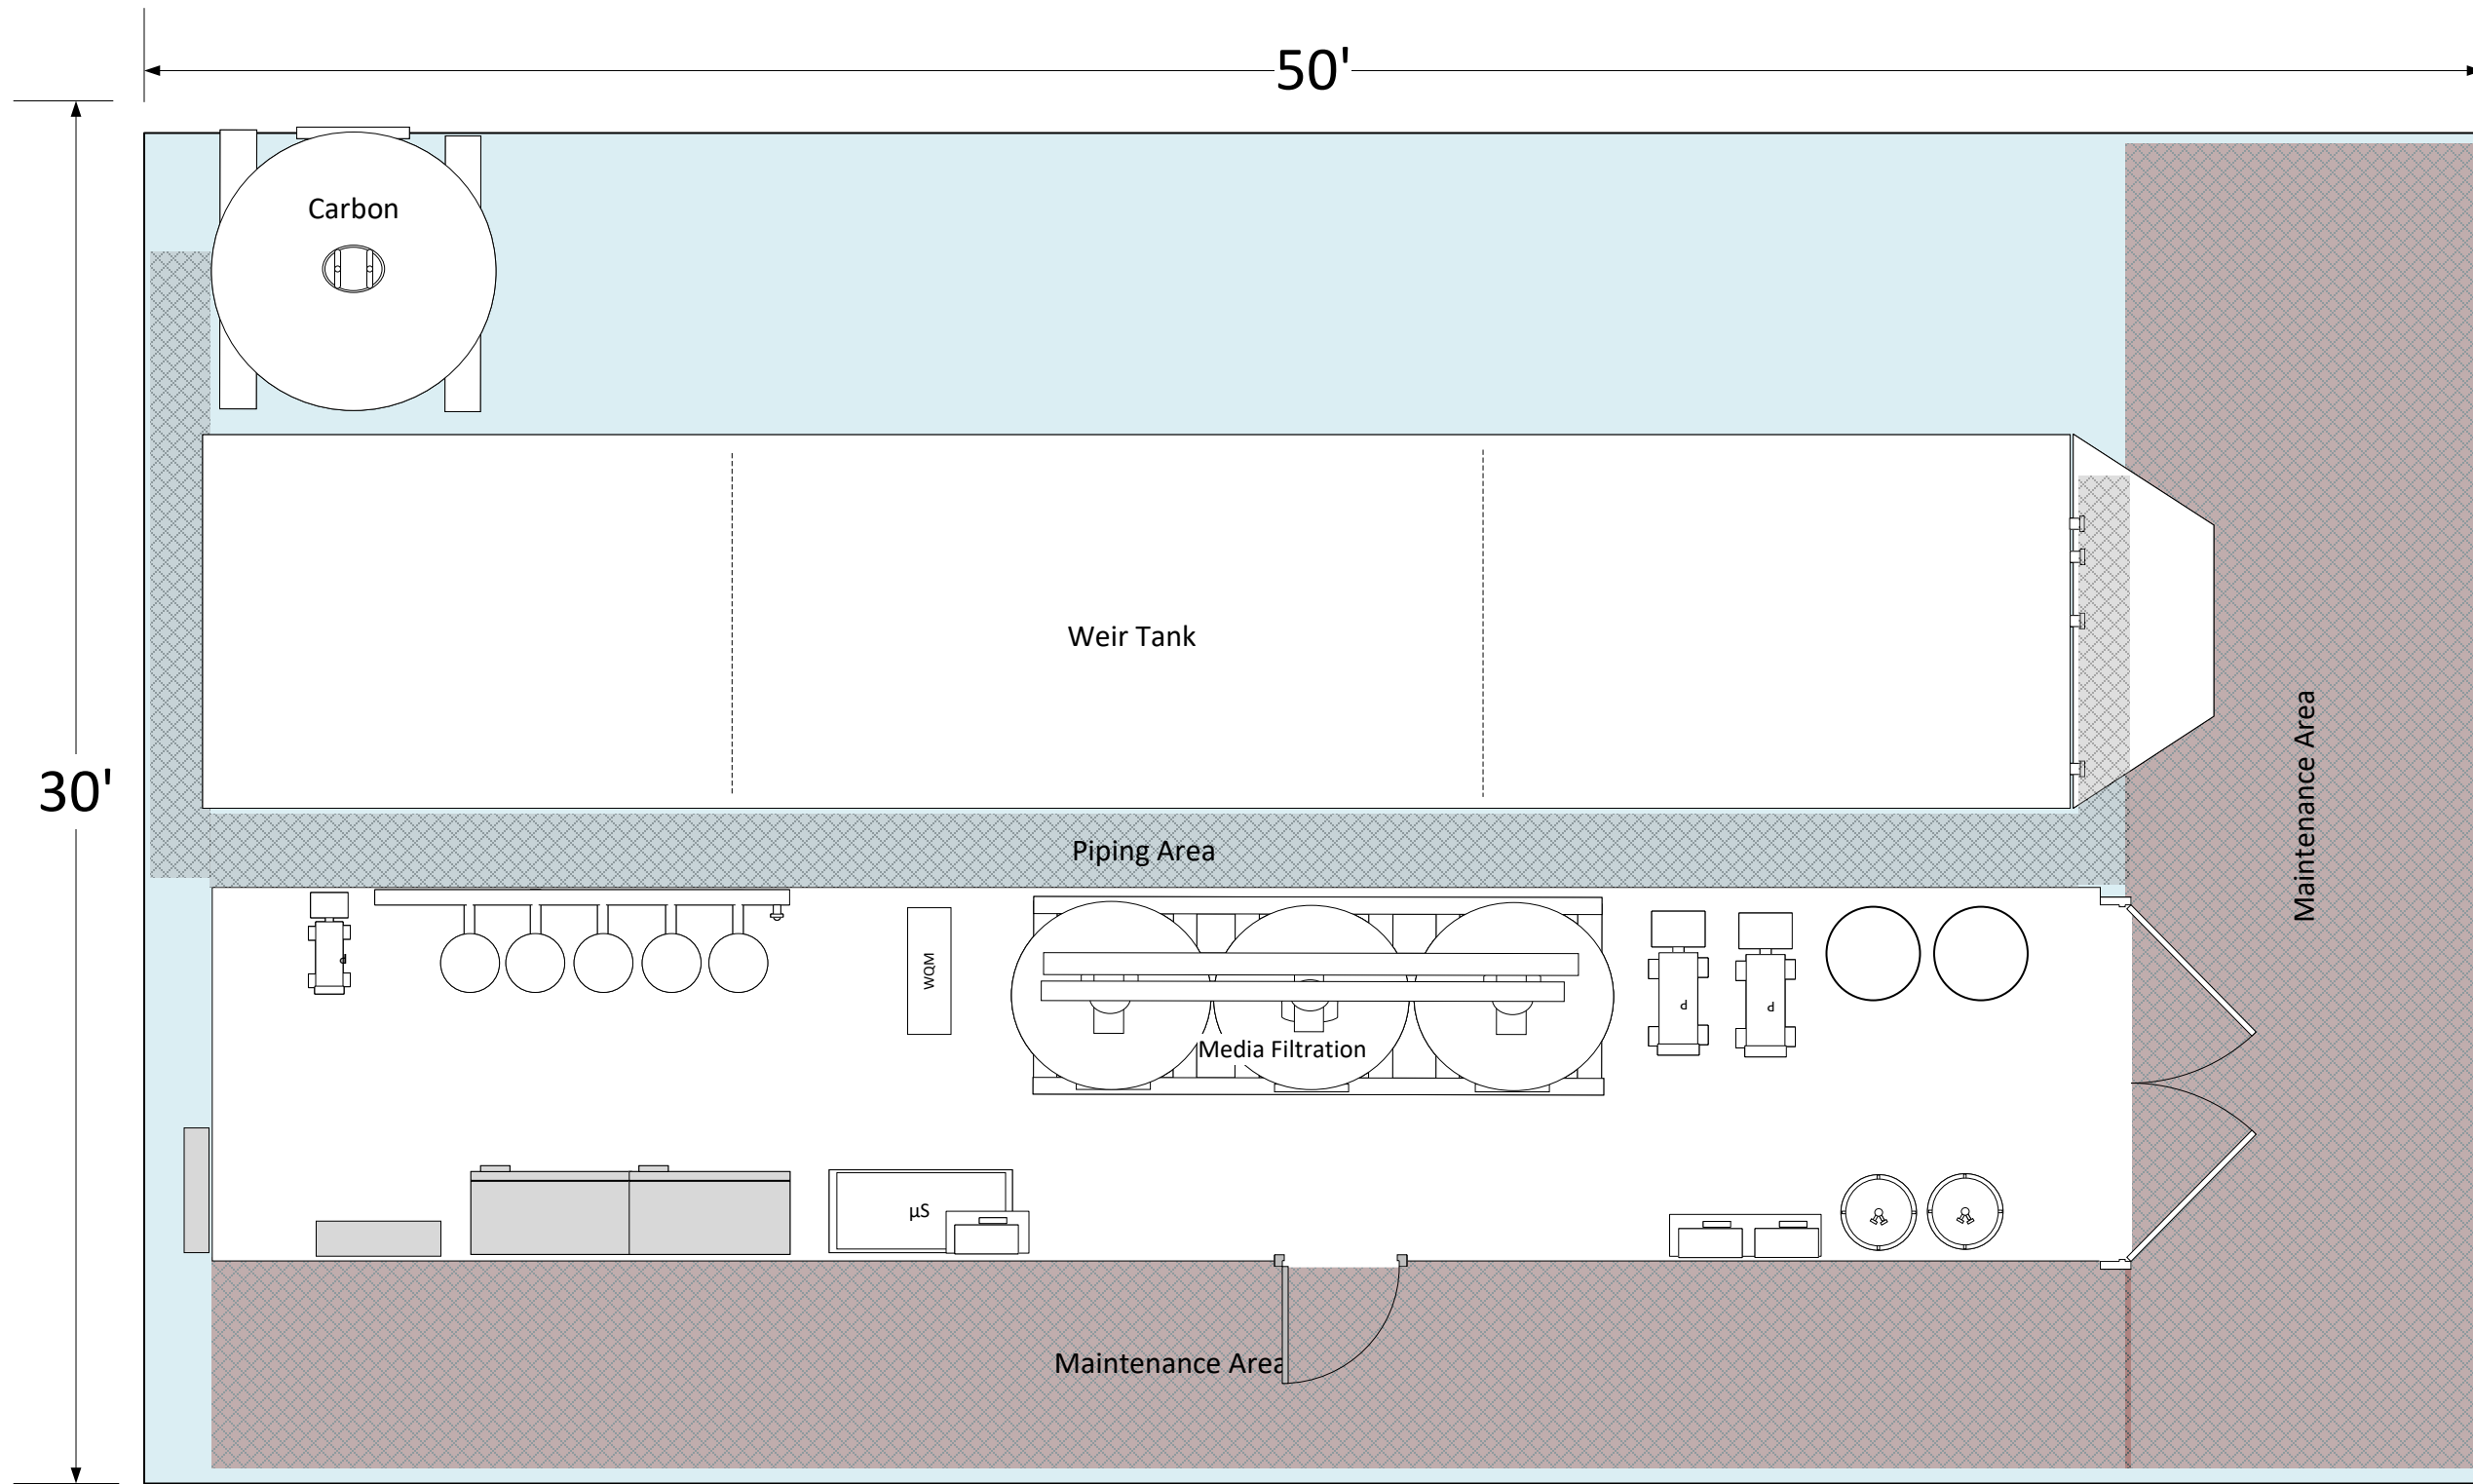 50'
30'
Carbon
Weir Tank
Piping Area
Maintenance Area
P
WQM
Media Filtration
P
P
µS
Maintenance Area